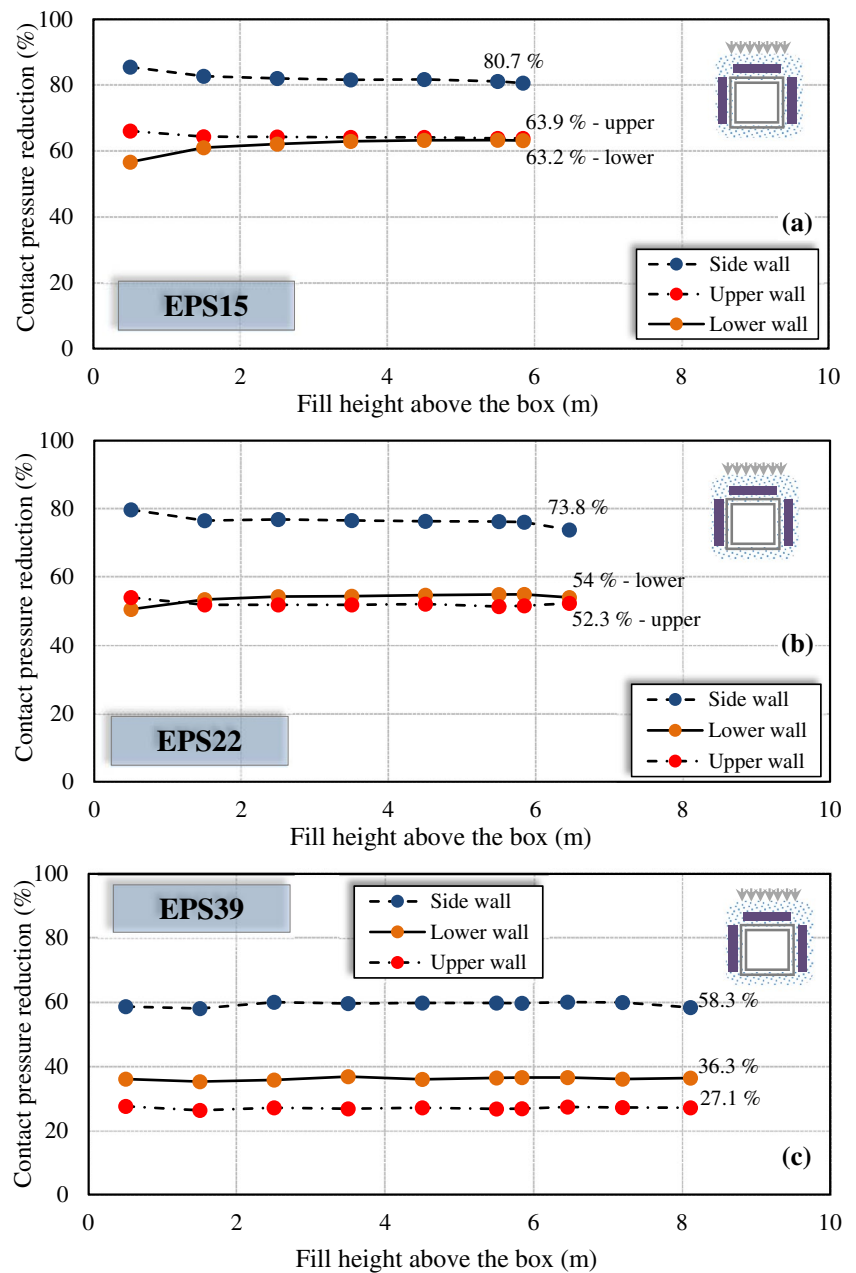 Contact pressure reduction (%)
100
80
60
40
20
0
80.7 %
63.9 % - upper
63.2 % - lower
(a)
EPS15
Side wall
Upper wall
Lower wall
0 2 4 6 8 10
Fill height above the box (m)
Contact pressure reduction (%)
100
80
60
40
20
0
73.8 %
54 % - lower
52.3 % - upper
(b)
EPS22
Side wall
Lower wall
Upper wall
0 2 4 6 8 10
Fill height above the box (m)
Contact pressure reduction (%)
100
80
60
40
20
0
EPS39
Side wall
Lower wall
Upper wall
58.3 %
36.3 %
27.1 %
(c)
0 2 4 6 8 10
Fill height above the box (m)